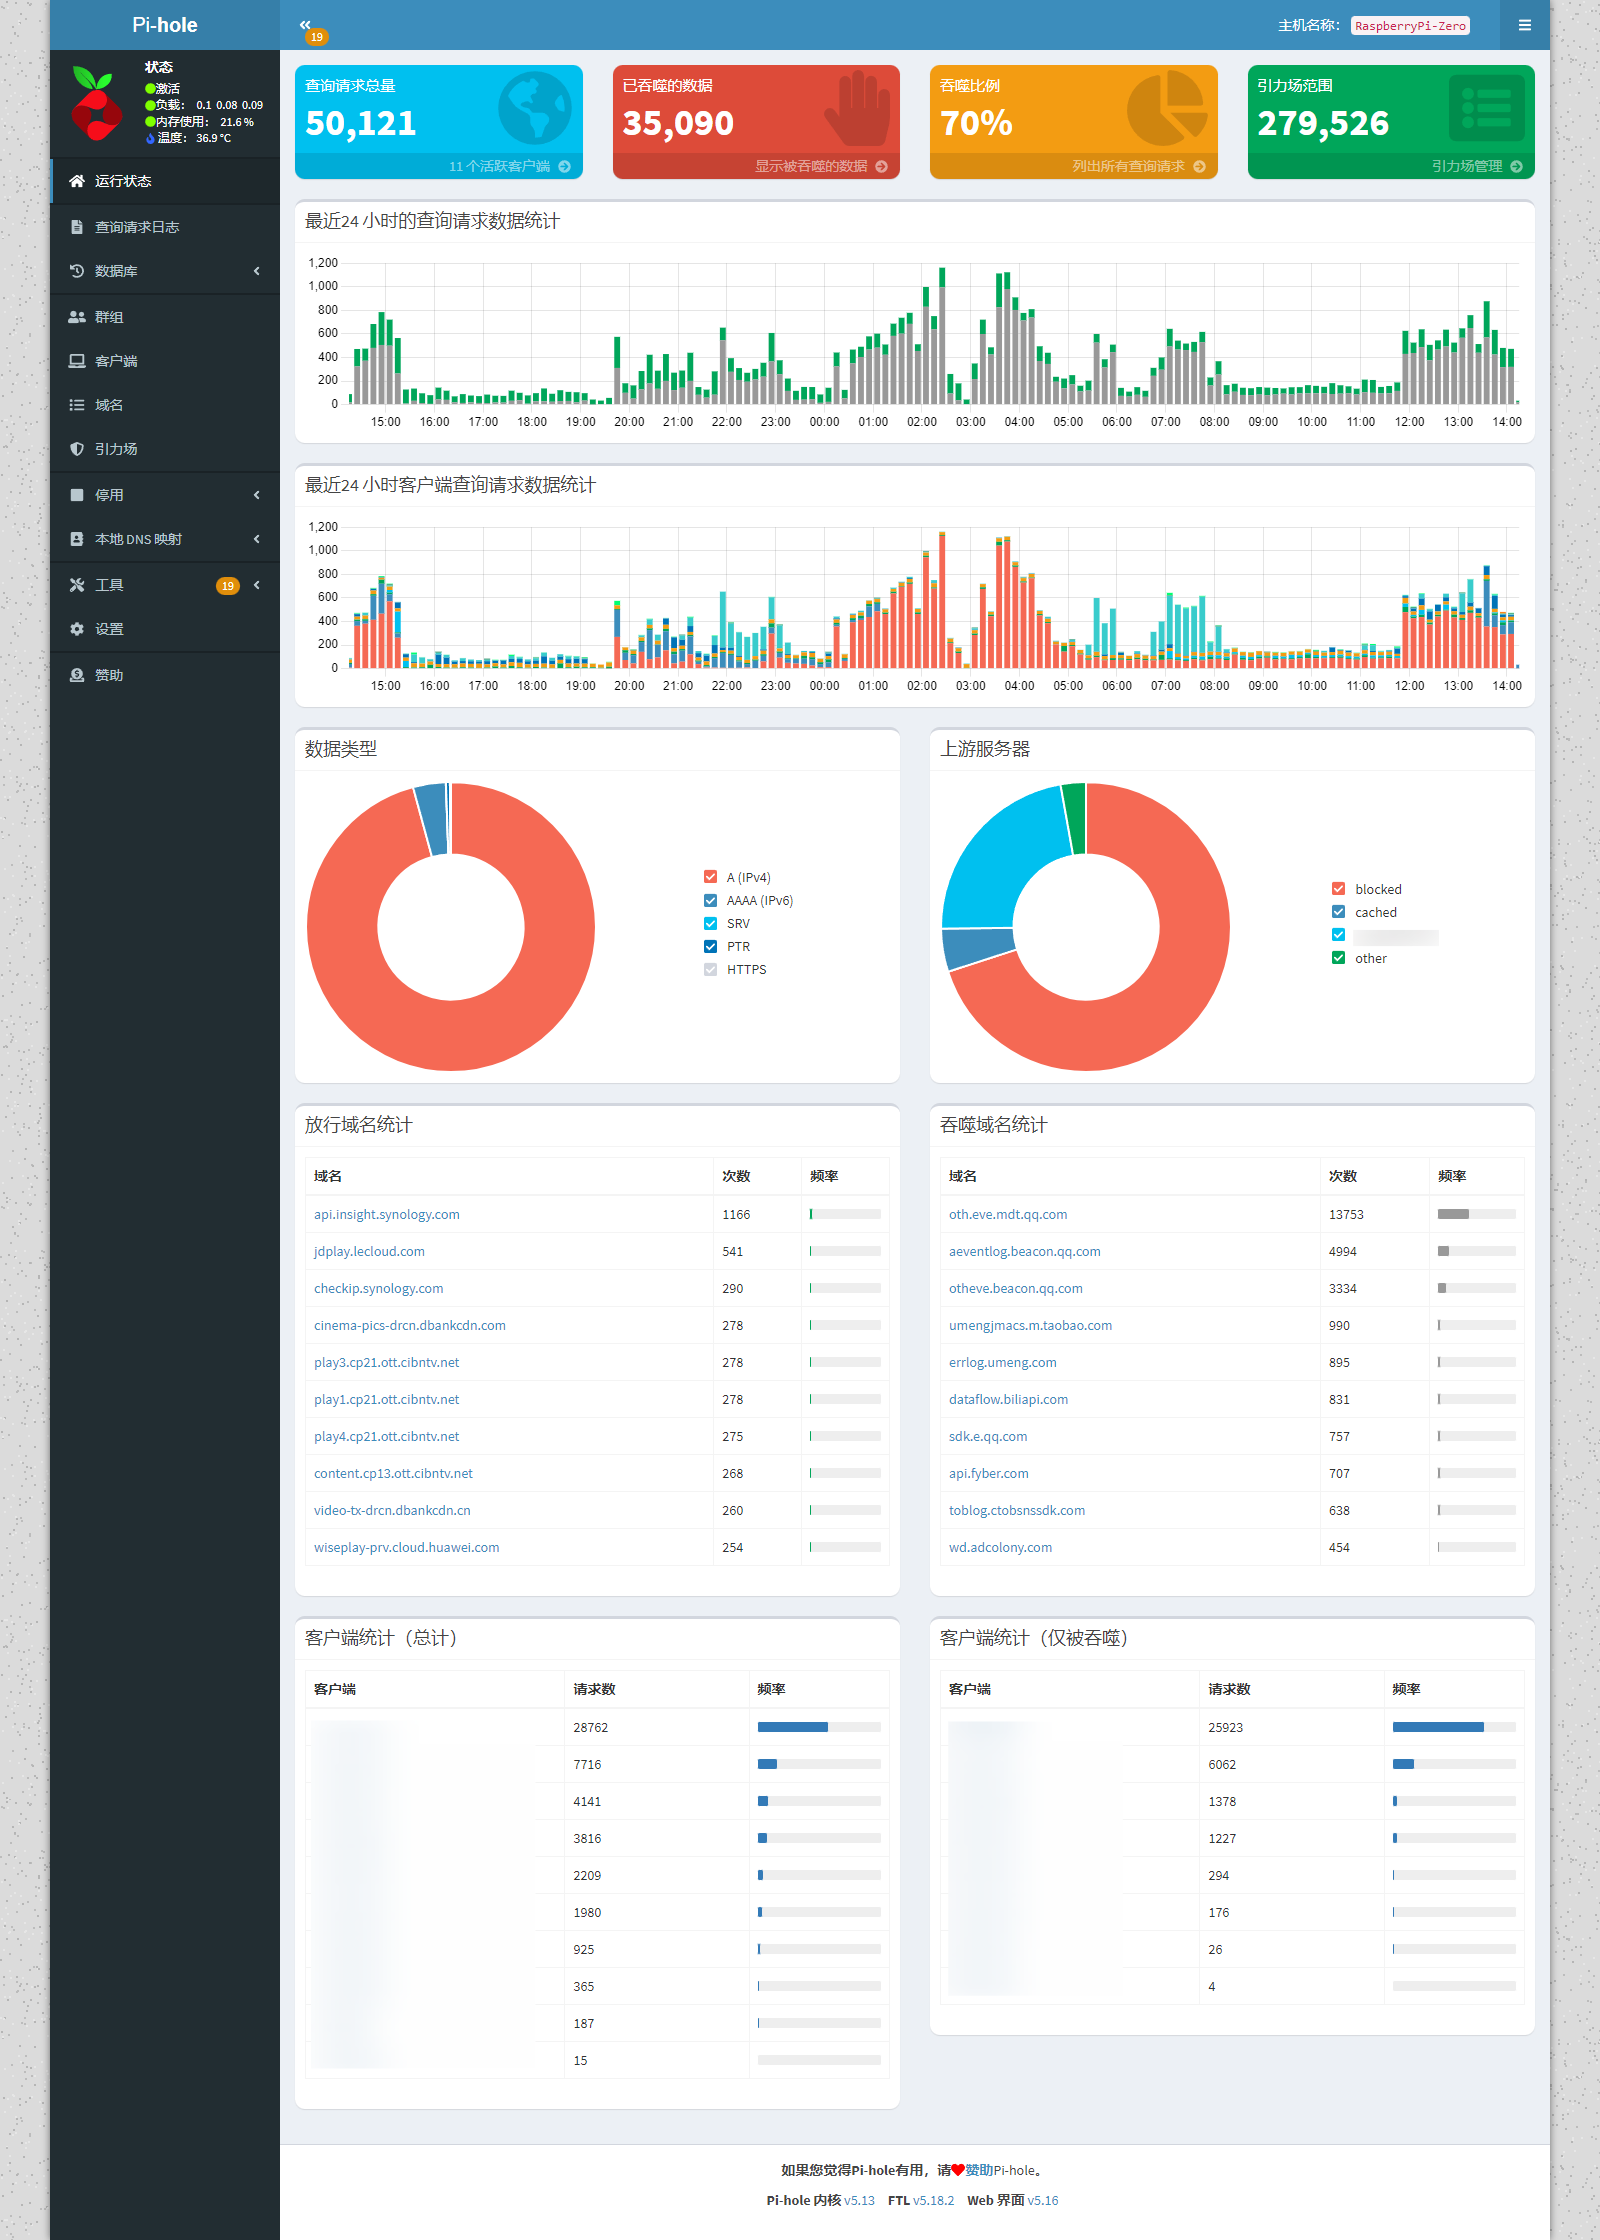 Pi-hole
19
主机名称： RaspberryPi-Zero
状态
激活
负载： 0.1 0.08 0.09
内存使用： 21.6 %
温度： 36.9 °C
运行状态
查询请求日志
数据库
群组
客户端
域名
引力场
停用
本地 DNS 映射
工具 19
设置
赞助
查询请求总量
50,121
11 个活跃客户端
已吞噬的数据
35,090
显示被吞噬的数据
吞噬比例
70%
列出所有查询请求
引力场范围
279,526
引力场管理
最近24 小时的查询请求数据统计
1,200
1,000
800
600
400
200
0
15:00 16:00 17:00 18:00 19:00 20:00 21:00 22:00 23:00 00:00 01:00 02:00 03:00 04:00 05:00 06:00 07:00 08:00 09:00 10:00 11:00 12:00 13:00 14:00
最近24 小时客户端查询请求数据统计
1,200
1,000
800
600
400
200
0
15:00 16:00 17:00 18:00 19:00 20:00 21:00 22:00 23:00 00:00 01:00 02:00 03:00 04:00 05:00 06:00 07:00 08:00 09:00 10:00 11:00 12:00 13:00 14:00
数据类型
A (IPv4)
AAAA (IPv6)
SRV
PTR
HTTPS
上游服务器
blocked
cached
other
放行域名统计
域名 次数 频率
api.insight.synology.com 1166
jdplay.lecloud.com 541
checkip.synology.com 290
cinema-pics-drcn.dbankcdn.com 278
play3.cp21.ott.cibntv.net 278
play1.cp21.ott.cibntv.net 278
play4.cp21.ott.cibntv.net 275
content.cp13.ott.cibntv.net 268
video-tx-drcn.dbankcdn.cn 260
wiseplay-prv.cloud.huawei.com 254
吞噬域名统计
域名 次数 频率
oth.eve.mdt.qq.com 13753
aeventlog.beacon.qq.com 4994
otheve.beacon.qq.com 3334
umengjmacs.m.taobao.com 990
errlog.umeng.com 895
dataflow.biliapi.com 831
sdk.e.qq.com 757
api.fyber.com 707
toblog.ctobsnssdk.com 638
wd.adcolony.com 454
客户端统计（总计）
客户端 请求数 频率
28762
7716
4141
3816
2209
1980
925
365
187
15
客户端统计（仅被吞噬）
客户端 请求数 频率
25923
6062
1378
1227
294
176
26
4
如果您觉得Pi-hole有用，请赞助Pi-hole。
Pi-hole 内核 v5.13 FTL v5.18.2 Web 界面 v5.16